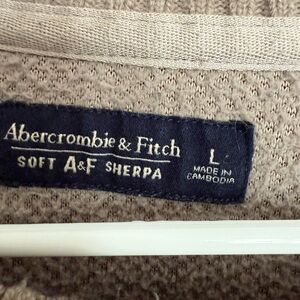 Abercrombie & Fitch
SOFT A&F SHERPA
L
MADE IN
CAMBODIA